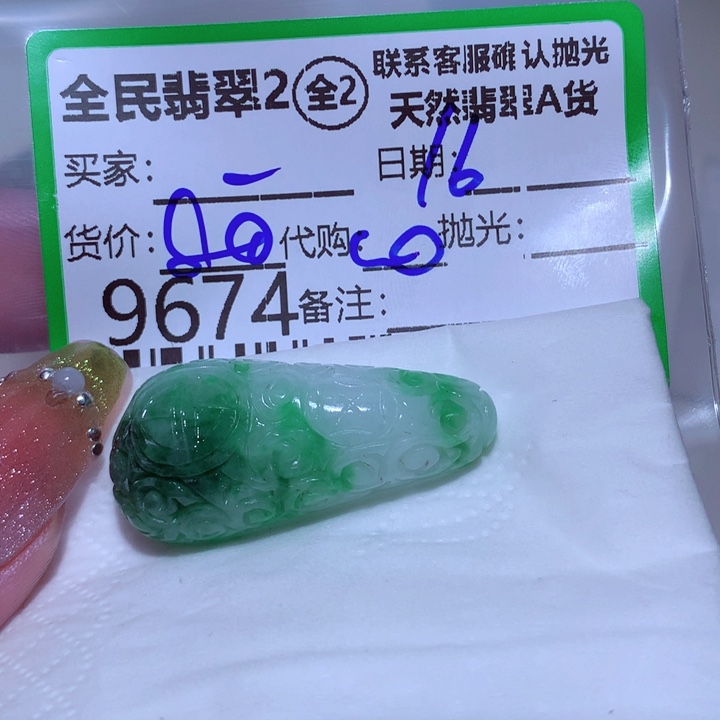 全民翡翠2 全2 联系客服确认抛光
天然翡翠A货
买家: 日期: 16
货价: 代购: 抛光:
9674 备注: